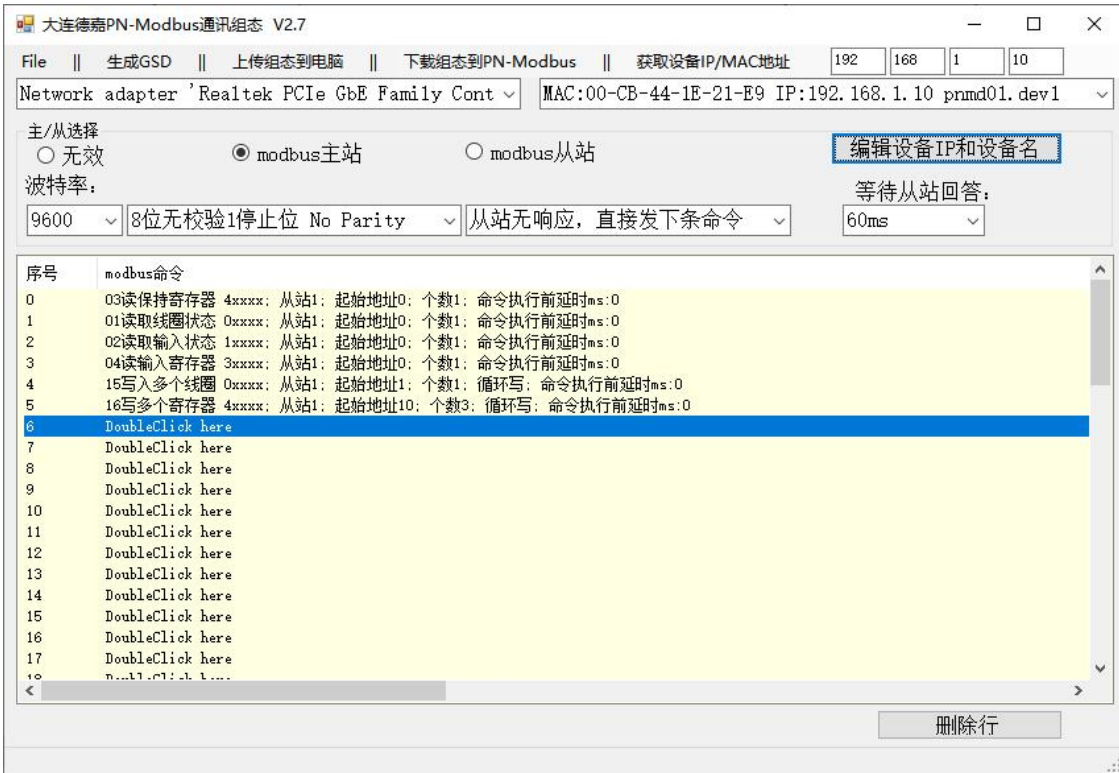 大连德嘉PN-Modbus通讯组态 V2.7
File || 生成GSD || 上传组态到电脑 || 下载组态到PN-Modbus || 获取设备IP/MAC地址 192 168 1 10
Network adapter 'Realtek PCIe GbE Family Cont MAC:00-CB-44-1E-21-E9 IP:192.168.1.10 pnmd01.dev1
主/从选择
无效 modbus主站 modbus从站 编辑设备IP和设备名
波特率: 等待从站回答:
9600 8位无校验1停止位 No Parity 从站无响应, 直接发下条命令 60ms
序号 modbus命令
0 03读保持寄存器 4xxxx; 从站1; 起始地址0; 个数1; 命令执行前延时ms:0
1 01读取线圈状态 0xxxx; 从站1; 起始地址0; 个数1; 命令执行前延时ms:0
2 02读取输入状态 1xxxx; 从站1; 起始地址0; 个数1; 命令执行前延时ms:0
3 04读输入寄存器 3xxxx; 从站1; 起始地址0; 个数1; 命令执行前延时ms:0
4 15写入多个线圈 0xxxx; 从站1; 起始地址1; 个数1; 循环写; 命令执行前延时ms:0
5 16写多个寄存器 4xxxx; 从站1; 起始地址10; 个数3; 循环写; 命令执行前延时ms:0
6 DoubleClick here
7 DoubleClick here
8 DoubleClick here
9 DoubleClick here
10 DoubleClick here
11 DoubleClick here
12 DoubleClick here
13 DoubleClick here
14 DoubleClick here
15 DoubleClick here
16 DoubleClick here
17 DoubleClick here
删除行